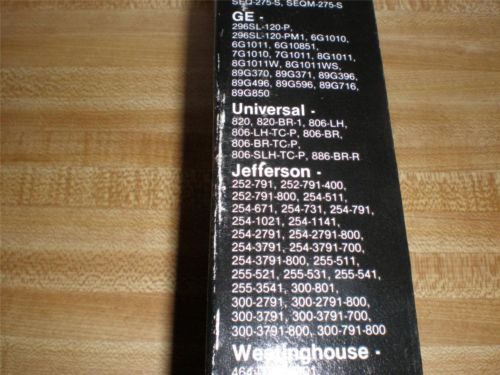 SEQ-275-S, SEQM-275-S
GE -
296SL-120-P,
296SL-120-PM1, 6G1010,
6G1011, 6G10851,
7G1010, 7G1011, 8G1011,
8G1011W, 8G1011WS,
89G370, 89G371, 89G396,
89G496, 89G596, 89G716,
89G850
Universal -
820, 820-BR-1, 806-LH,
806-LH-TC-P, 806-BR,
806-BR-TC-P,
806-SLH-TC-P, 886-BR-R
Jefferson -
252-791, 252-791-400,
252-791-800, 254-511,
254-671, 254-731, 254-791,
254-1021, 254-1141,
254-2791, 254-2791-800,
254-3791, 254-3791-700,
254-3791-800, 255-511,
255-521, 255-531, 255-541,
255-3541, 300-801,
300-2791, 300-2791-800,
300-3791, 300-3791-700,
300-3791-800, 300-791-800
Westinghouse -